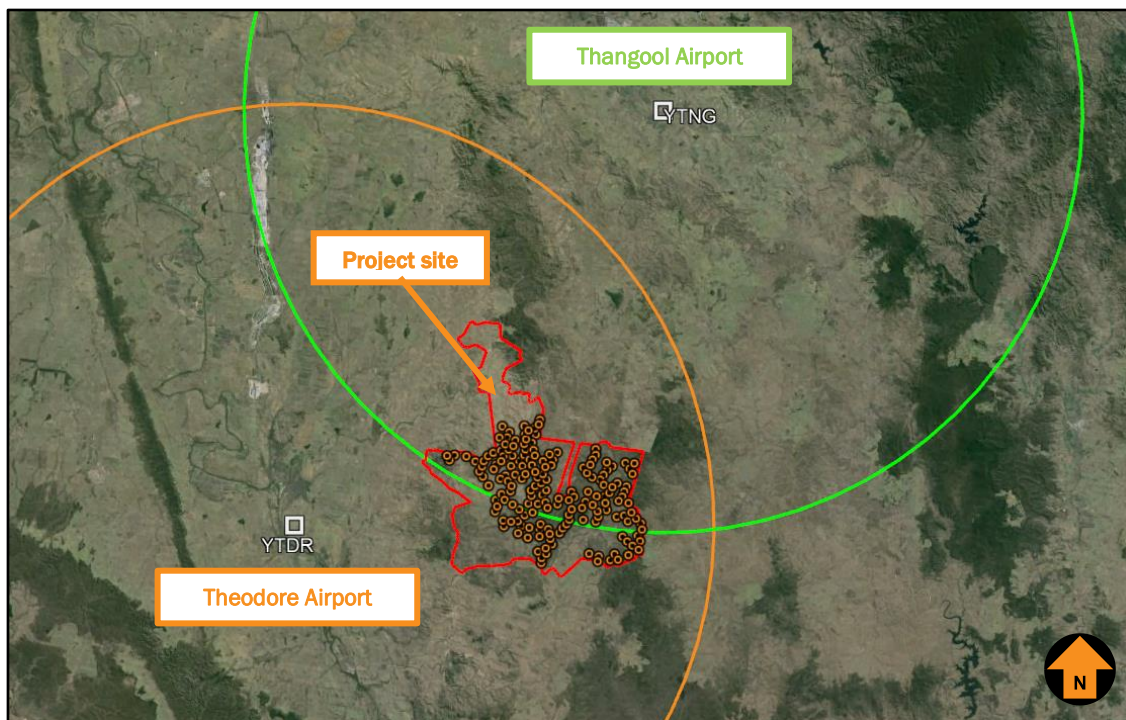 Thangool Airport
YTNG
Project site
YTDR
Theodore Airport
N